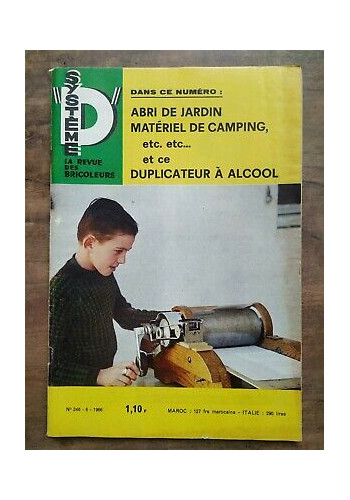 SYSTEME
"D"
LA REVUE
DES
BRICOLEURS
DANS CE NUMÉRO :
ABRI DE JARDIN
MATÉRIEL DE CAMPING,
etc. etc...
et ce
DUPLICATEUR À ALCOOL
N° 246 - 6 - 1966
1,10 F
MAROC : 127 frs marocains - ITALIE : 290 lires